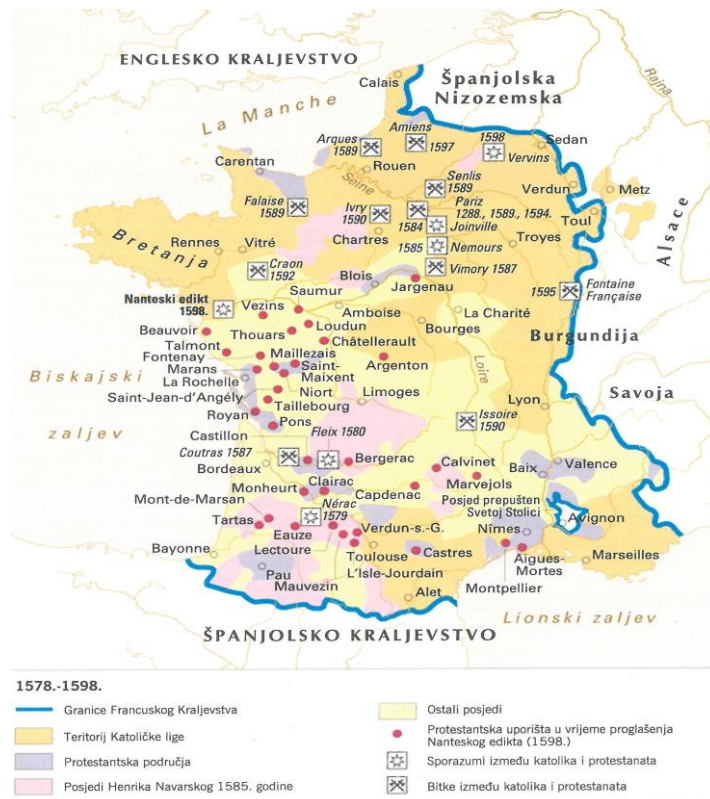 ENGLESKO KRALJEVSTVO
Calais
Španjolska
Nizozemska
Rajna
La Manche
Arques
1589
Amiens
1597
1598
Vervins
Sedan
Carentan
Rouen
Seine
Senlis
1589
Verdun
Metz
Falaise
1589
Ivry
1590
Pariz
1288., 1589., 1594.
Toul
Alsace
1584
Joinville
Bretanja
Rennes
Vitré
Chartres
1585
Nemours
Troyes
Craon
1592
Blois
Vimory 1587
Jargenau
1595
Fontaine
Française
Nanteski edikt
1598.
Saumur
Vezins
Amboise
La Charité
Beauvoir
Loudun
Bourges
Burgundija
Thouars
Châtellerault
Talmont
Fontenay
Maillezais
Argenton
Marans
Saint-
Maixent
Loire
Biskajski
zaljev
La Rochelle
Niort
Limoges
Savoja
Saint-Jean-d'Angély
Taillebourg
Lyon
Royan
Pons
Issoire
1590
Castillon
Fleix 1580
Coutras 1587
Bordeaux
Bergerac
Calvinet
Baix
Valence
Monheurt
Clairac
Marvejols
Mont-de-Marsan
Nérac
1579
Capdenac
Posjed prepušten
Svetoj Stolici
Tartas
Verdun-s.-G.
Nîmes
Avignon
Eauze
Bayonne
Lectoure
Toulouse
Castres
Aigues-
Mortes
Marseilles
Pau
L'Isle-Jourdain
Montpellier
Mauvezin
Alet
Lionski zaljev
ŠPANJOLSKO KRALJEVSTVO
1578.-1598.
Granice Francuskog Kraljevstva
Teritorij Katoličke lige
Protestantska područja
Posjedi Henrika Navarskog 1585. godine
Ostali posjedi
Protestantska uporišta u vrijeme proglašenja
Nanteskog edikta (1598.)
Sporazumi između katolika i protestanata
Bitke između katolika i protestanata